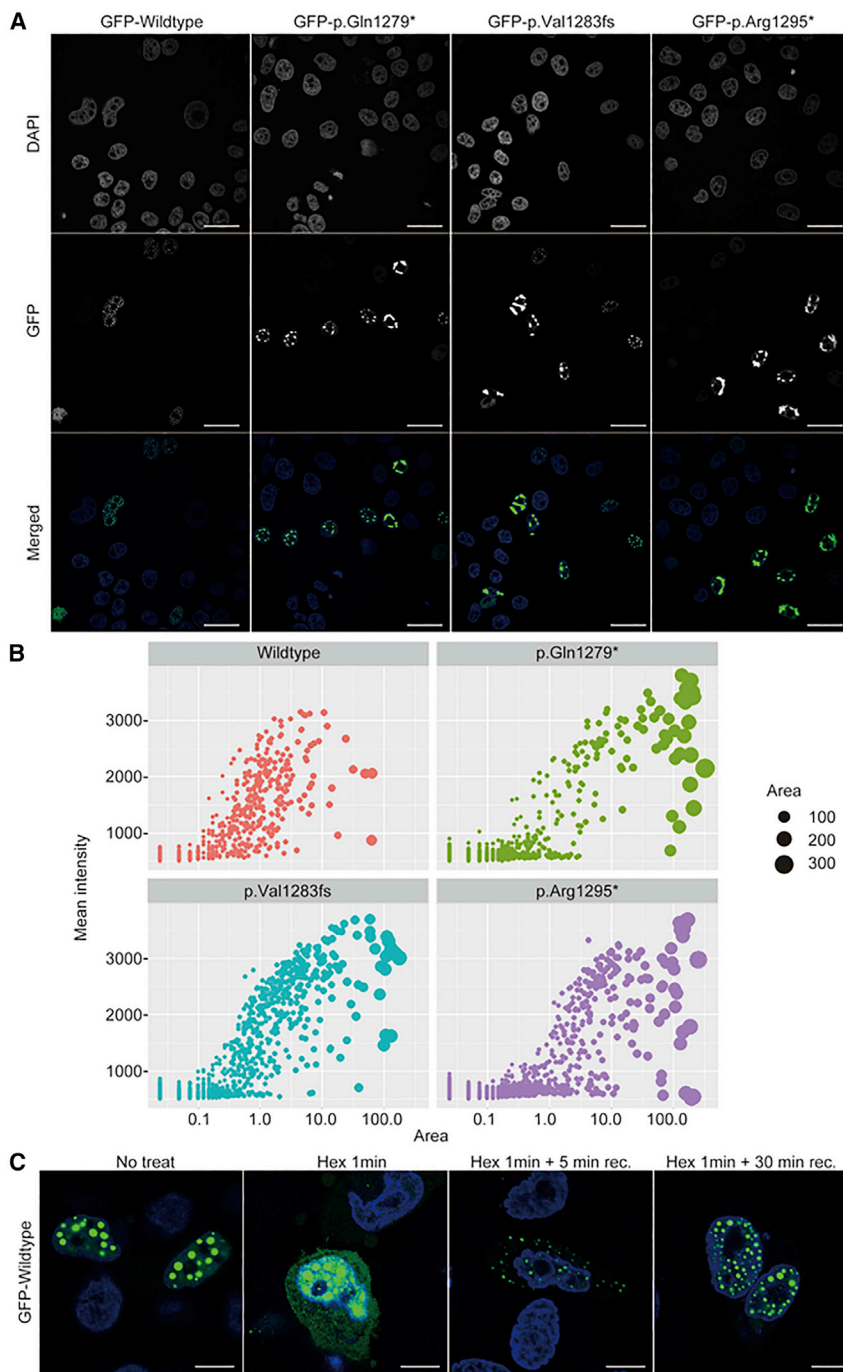 A
GFP-Wildtype GFP-p.Gln1279* GFP-p.Val1283fs GFP-p.Arg1295*
DAPI
GFP
Merged
B
Wildtype p.Gln1279*
3000
2000
1000
p.Val1283fs p.Arg1295*
3000
2000
1000
Mean intensity
0.1 1.0 10.0 100.0 0.1 1.0 10.0 100.0
Area
Area
100
200
300
C
No treat Hex 1min Hex 1min + 5 min rec. Hex 1min + 30 min rec.
GFP-Wildtype